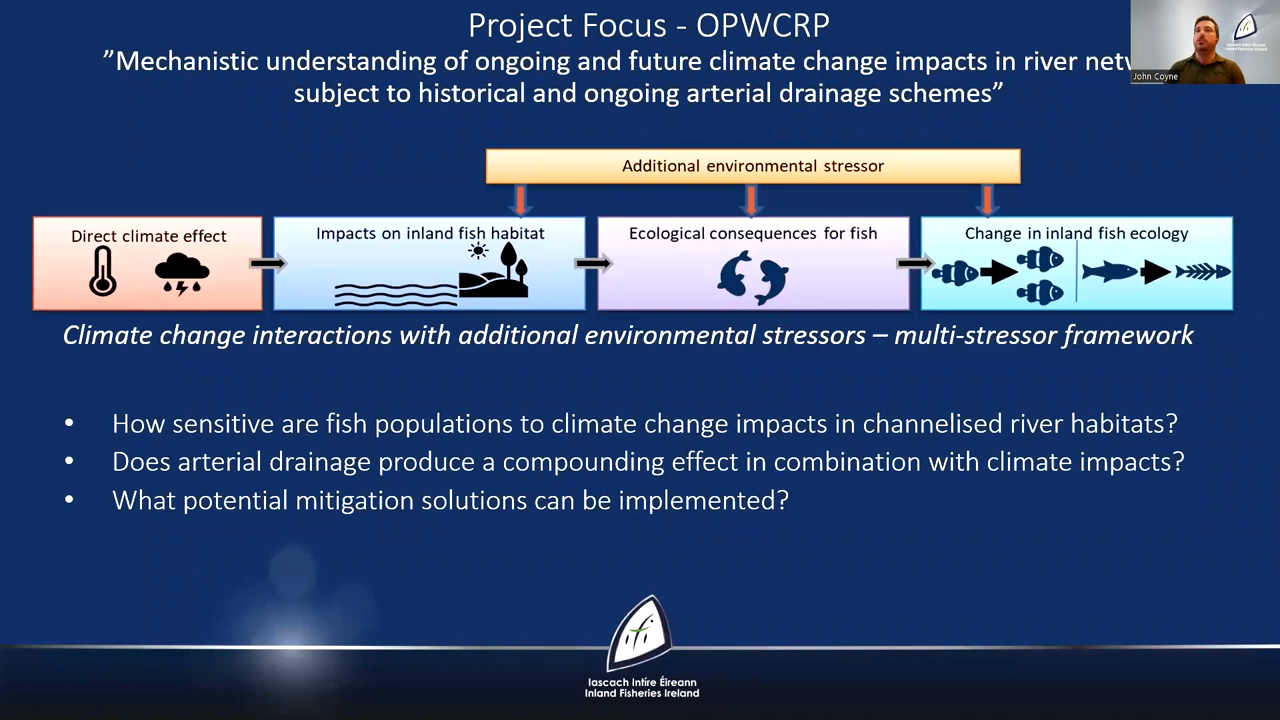 Project Focus - OPWCRP
”Mechanistic understanding of ongoing and future climate change impacts in river
subject to historical and ongoing arterial drainage schemes”
John Coyne
Additional environmental stressor
Direct climate effect
Impacts on inland fish habitat
Ecological consequences for fish
Change in inland fish ecology
Climate change interactions with additional environmental stressors – multi-stressor framework
• How sensitive are fish populations to climate change impacts in channelised river habitats?
• Does arterial drainage produce a compounding effect in combination with climate impacts?
• What potential mitigation solutions can be implemented?
ifi
Iascach Intíre Éireann
Inland Fisheries Ireland